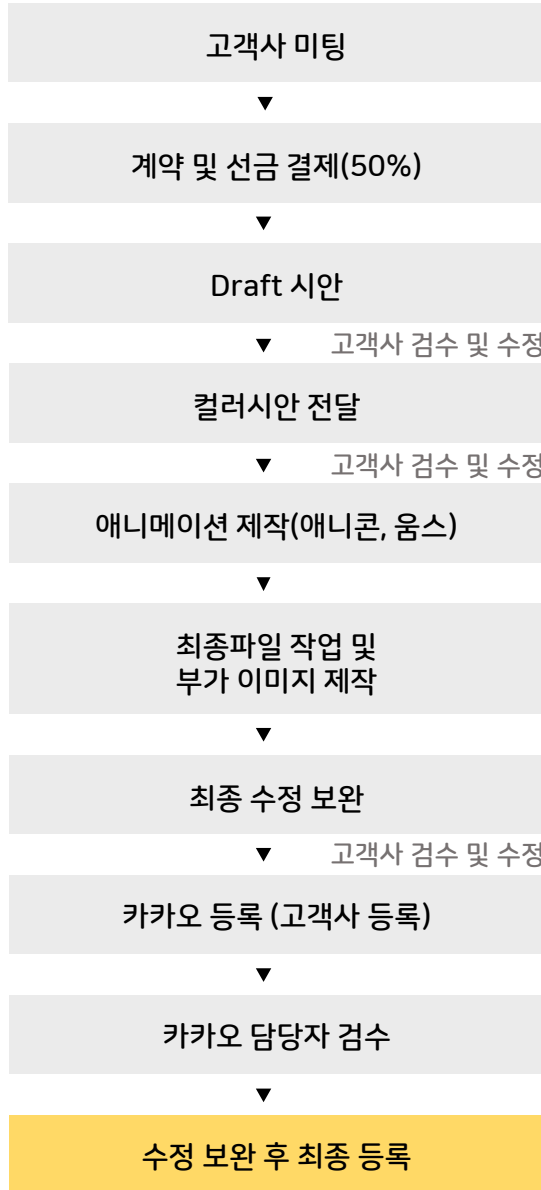 고객사 미팅
▼
계약 및 선금 결제(50%)
▼
Draft 시안
▼ 고객사 검수 및 수정
컬러시안 전달
▼ 고객사 검수 및 수정
애니메이션 제작(애니콘, 움스)
▼
최종파일 작업 및
부가 이미지 제작
▼
최종 수정 보완
▼ 고객사 검수 및 수정
카카오 등록 (고객사 등록)
▼
카카오 담당자 검수
▼
수정 보완 후 최종 등록